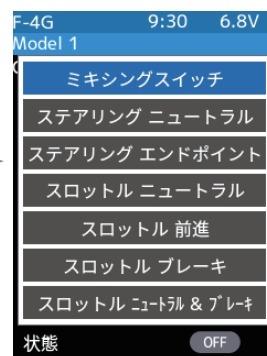 F-4G 9:30 6.8V
Model 1
ミキシングスイッチ
ステアリング ニュートラル
ステアリング エンドポイント
スロットル ニュートラル
スロットル 前進
スロットル ブレーキ
スロットル ﾆｭｰﾄﾗﾙ & ﾌﾞﾚｰｷ
状態 OFF